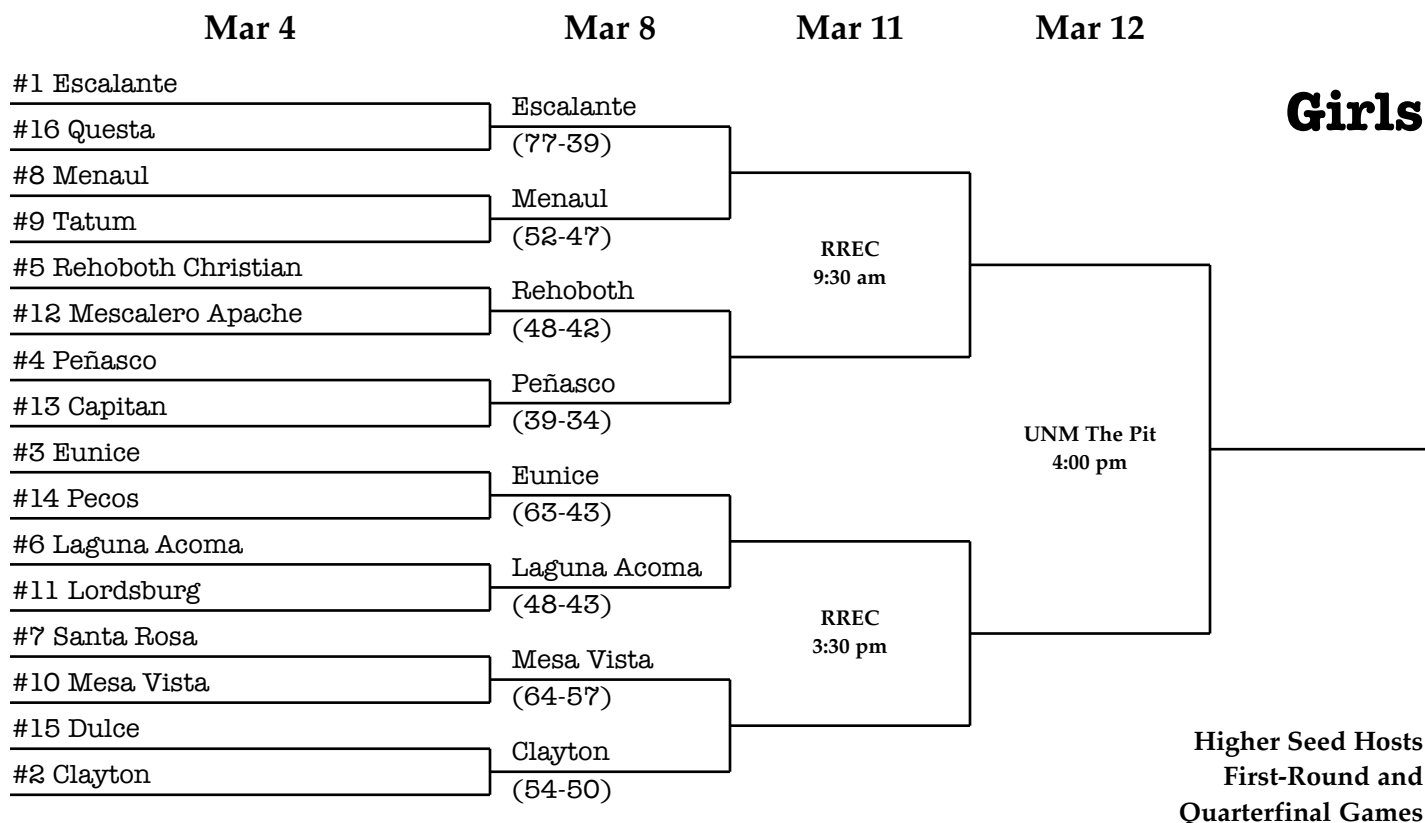 Mar 4
Mar 8
Mar 11
Mar 12
Girls
#1 Escalante
#16 Questa
#8 Menaul
#9 Tatum
#5 Rehoboth Christian
#12 Mescalero Apache
#4 Peñasco
#13 Capitan
#3 Eunice
#14 Pecos
#6 Laguna Acoma
#11 Lordsburg
#7 Santa Rosa
#10 Mesa Vista
#15 Dulce
#2 Clayton
Escalante
(77-39)
Menaul
(52-47)
Rehoboth
(48-42)
Peñasco
(39-34)
Eunice
(63-43)
Laguna Acoma
(48-43)
Mesa Vista
(64-57)
Clayton
(54-50)
RREC
9:30 am
RREC
3:30 pm
UNM The Pit
4:00 pm
Higher Seed Hosts
First-Round and
Quarterfinal Games